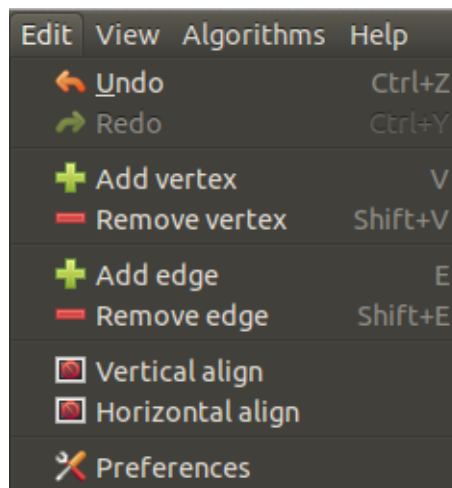 Edit View Algorithms Help
Undo Ctrl+Z
Redo Ctrl+Y
Add vertex V
Remove vertex Shift+V
Add edge E
Remove edge Shift+E
Vertical align
Horizontal align
Preferences